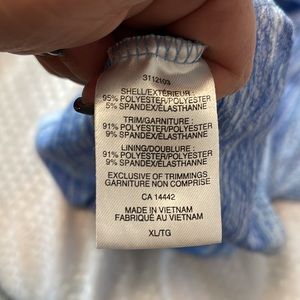 3112103
SHELL/EXTÉRIEUR :
95% POLYESTER/POLYESTER
5% SPANDEX/ÉLASTHANNE
TRIM/GARNITURE :
91% POLYESTER/POLYESTER
9% SPANDEX/ÉLASTHANNE
LINING/DOUBLURE :
91% POLYESTER/POLYESTER
9% SPANDEX/ÉLASTHANNE
EXCLUSIVE OF TRIMMINGS
GARNITURE NON COMPRISE
CA 14442
MADE IN VIETNAM
FABRIQUÉ AU VIETNAM
XL/TG